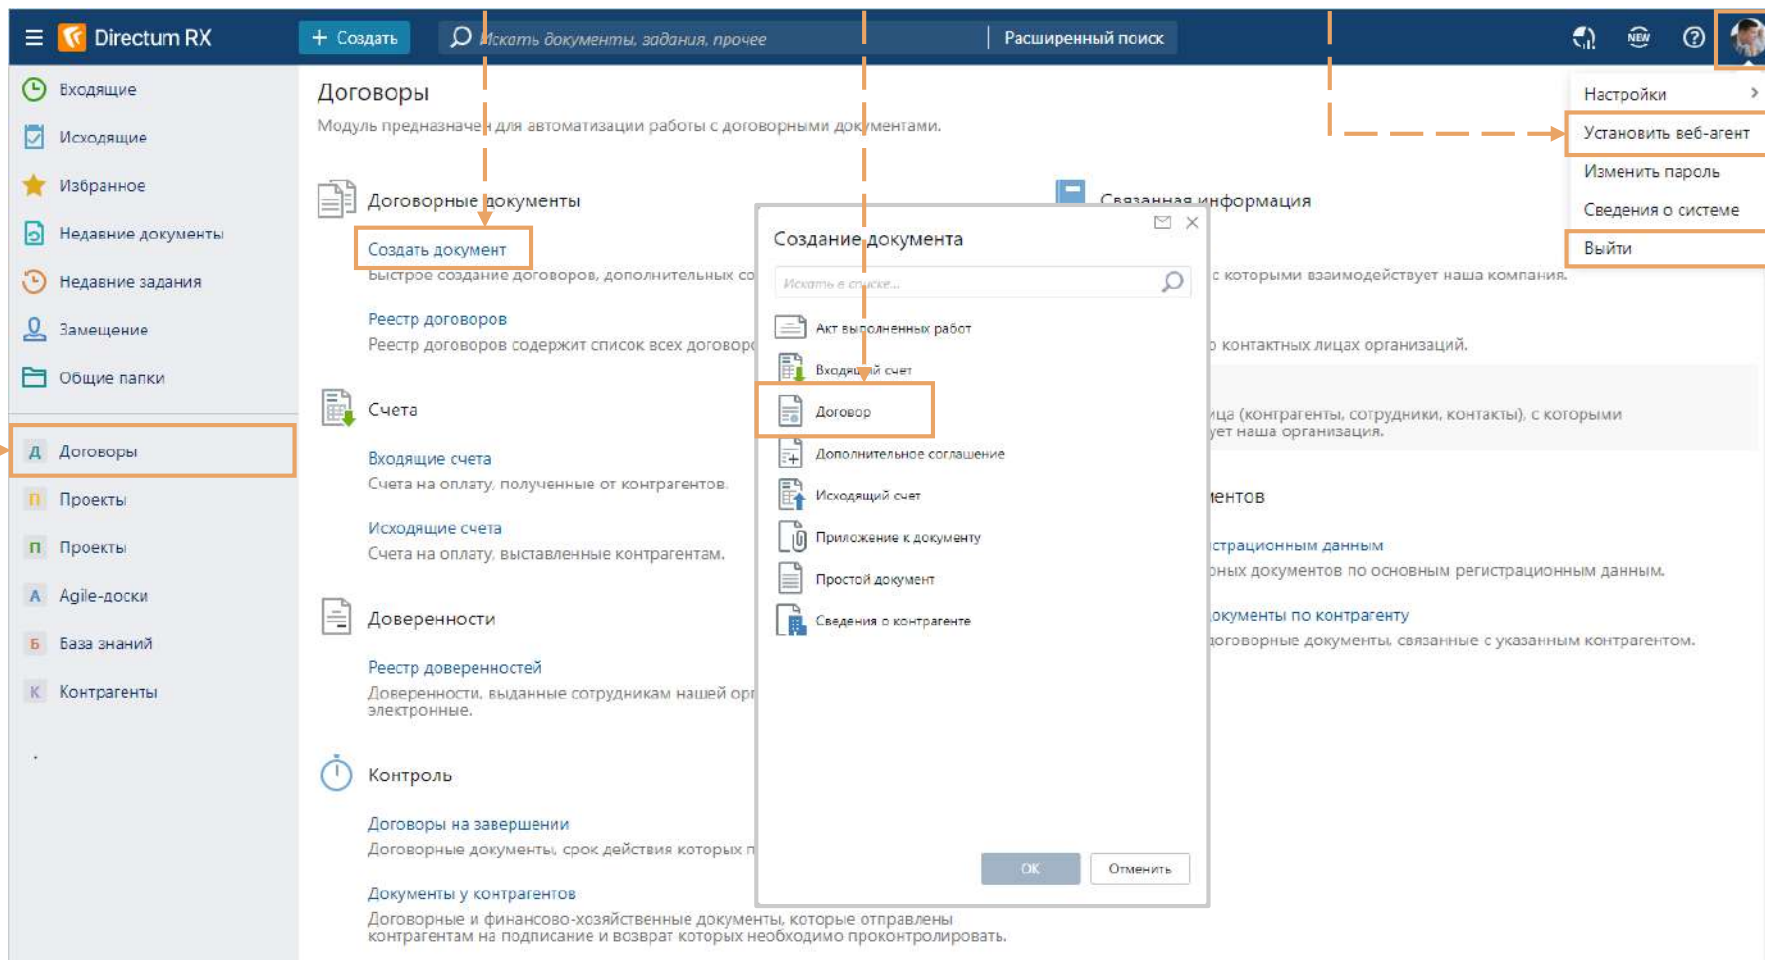 Directum RX
+ Создать
Искать документы, задания, прочее
Расширенный поиск
NEW
Входящие
Исходящие
Избранное
Недавние документы
Недавние задания
Замещение
Общие папки
Д Договоры
П Проекты
П Проекты
А Agile-доски
Б База знаний
К Контрагенты
Договоры
Модуль предназначен для автоматизации работы с договорными документами.
Договорные документы
Создать документ
Быстрое создание договоров, дополнительных со
Реестр договоров
Реестр договоров содержит список всех договоро
Счета
Входящие счета
Счета на оплату, полученные от контрагентов.
Исходящие счета
Счета на оплату, выставленные контрагентам.
Доверенности
Реестр доверенностей
Доверенности, выданные сотрудникам нашей орг
электронные.
Контроль
Договоры на завершении
Договорные документы, срок действия которых п
Документы у контрагентов
Договорные и финансово-хозяйственные документы, которые отправлены
контрагентам на подписание и возврат которых необходимо проконтролировать.
Создание документа
Искать в списке...
Акт выполненных работ
Входящий счет
Договор
Дополнительное соглашение
Исходящий счет
Приложение к документу
Простой документ
Сведения о контрагенте
ОК
Отменить
Связанная информация
с которыми взаимодействует наша компания.
о контактных лицах организаций.
ица (контрагенты, сотрудники, контакты), с которыми
ует наша организация.
ментов
истрационным данным
рных документов по основным регистрационным данным.
документы по контрагенту
договорные документы, связанные с указанным контрагентом.
Настройки
Установить веб-агент
Изменить пароль
Сведения о системе
Выйти